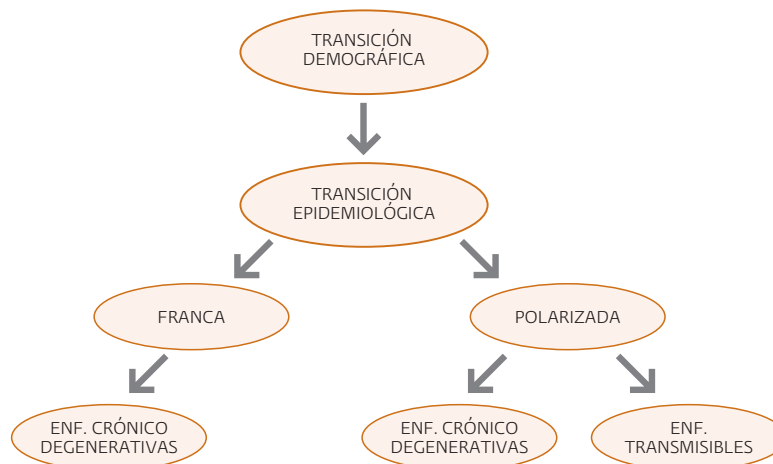 TRANSICIÓN
DEMOGRÁFICA
TRANSICIÓN
EPIDEMIOLÓGICA
FRANCA
POLARIZADA
ENF. CRÓNICO
DEGENERATIVAS
ENF. CRÓNICO
DEGENERATIVAS
ENF.
TRANSMISIBLES